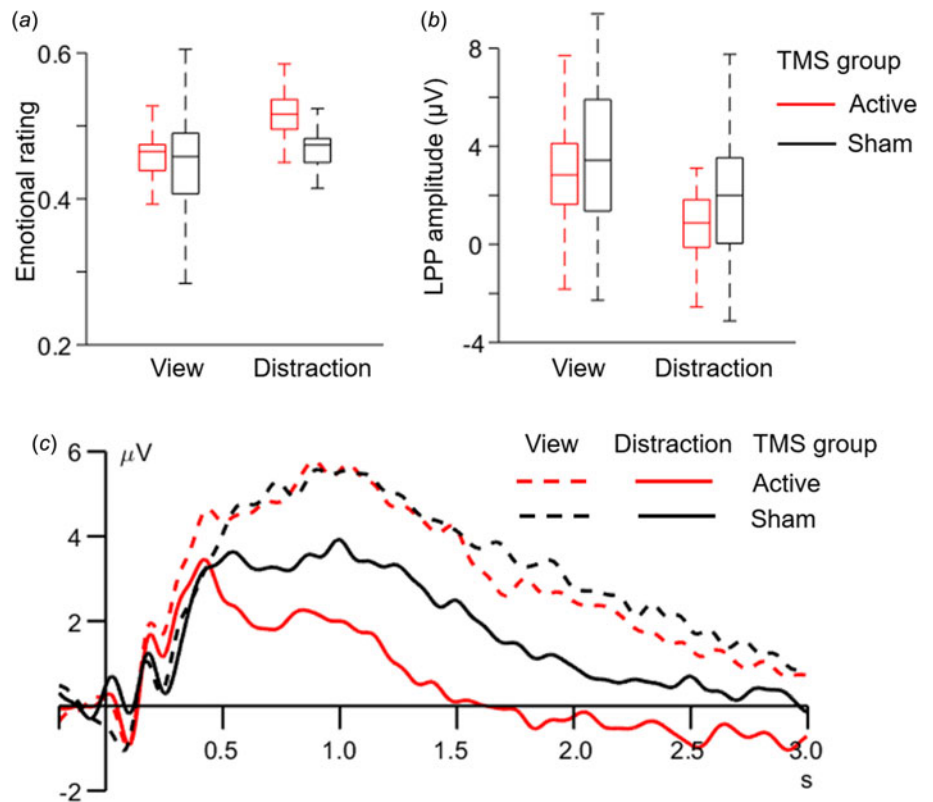 (a)
0.6
0.4
0.2
Emotional rating
View Distraction
(b)
8
4
0
-4
LPP amplitude (μV)
View Distraction
TMS group
Active
Sham
(c)
6
4
2
-2
μV
View Distraction TMS group
Active
Sham
0.5 1.0 1.5 2.0 2.5 3.0
s